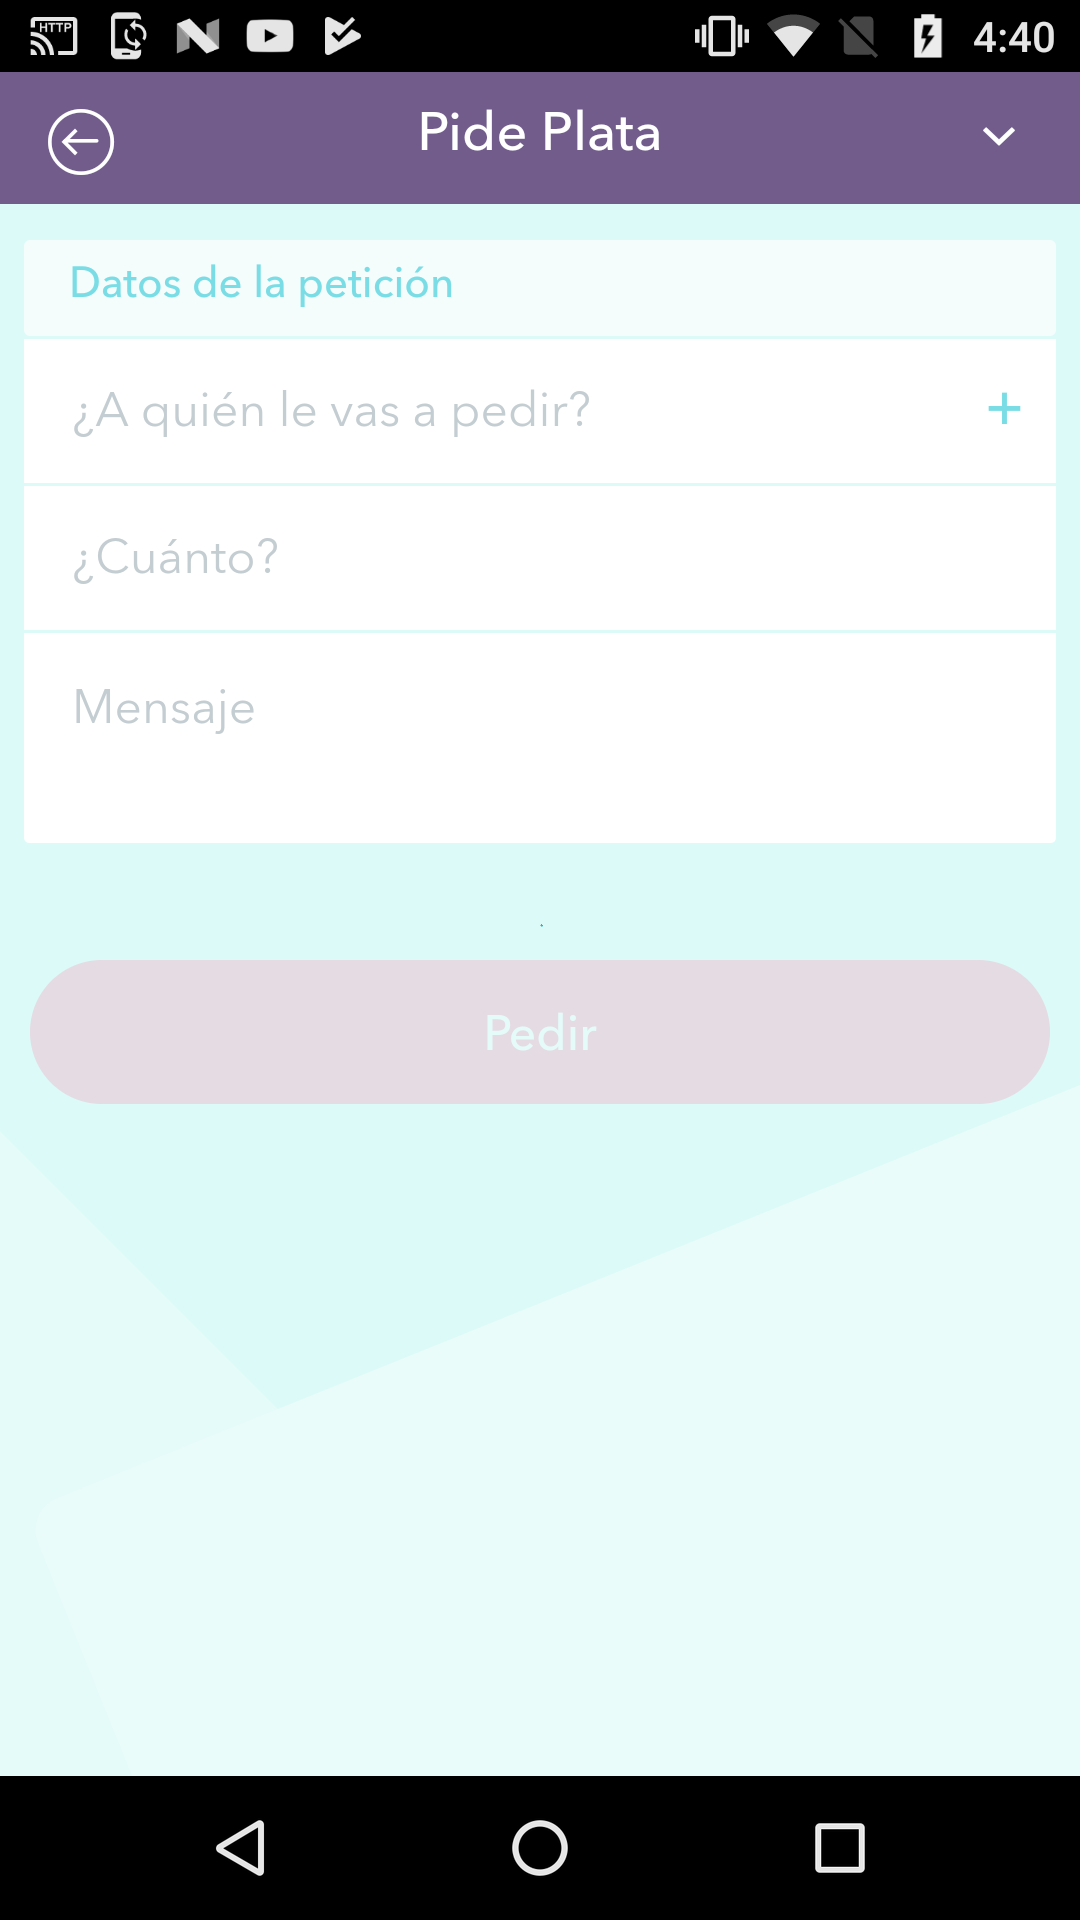 HTTP
4:40
Pide Plata
Datos de la petición
¿A quién le vas a pedir?
¿Cuánto?
Mensaje
Pedir